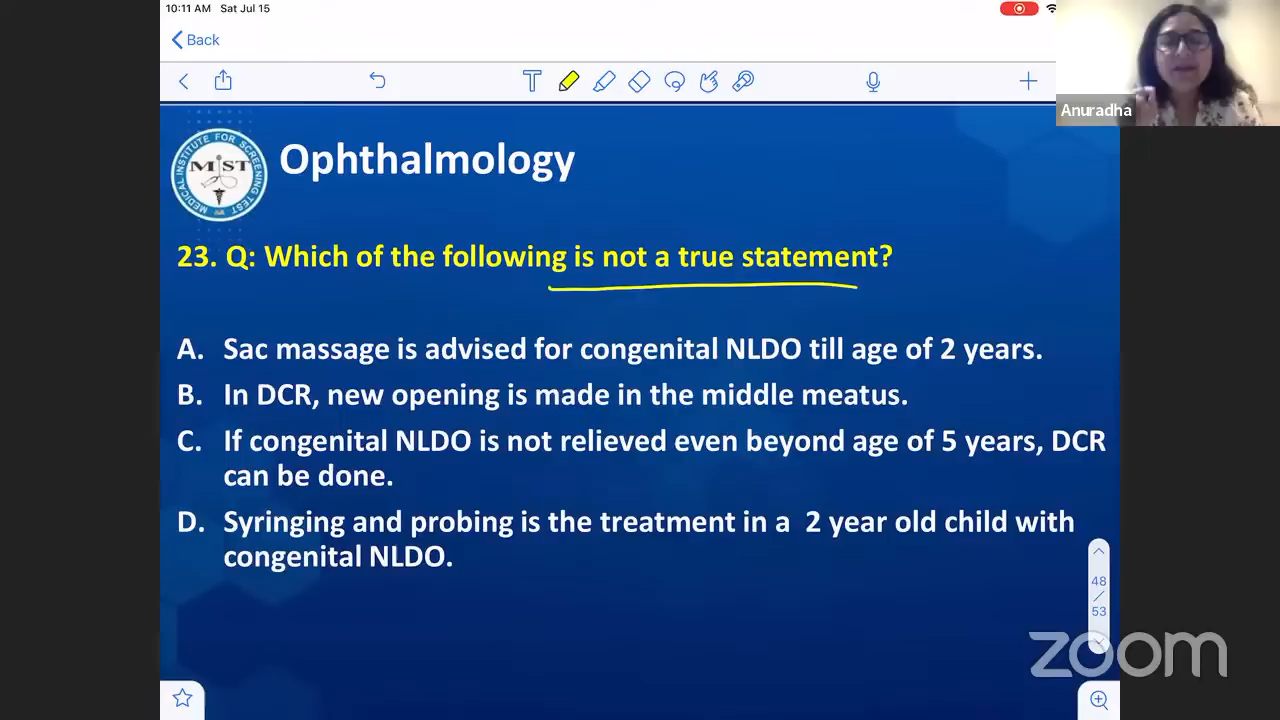 10:11 AM Sat Jul 15
Back
Anuradha
MEDICAL INSTITUTE FOR SCREENING TEST
MIST
Ophthalmology
23. Q: Which of the following is not a true statement?
A. Sac massage is advised for congenital NLDO till age of 2 years.
B. In DCR, new opening is made in the middle meatus.
C. If congenital NLDO is not relieved even beyond age of 5 years, DCR
can be done.
D. Syringing and probing is the treatment in a 2 year old child with
congenital NLDO.
48
/
53
zoom